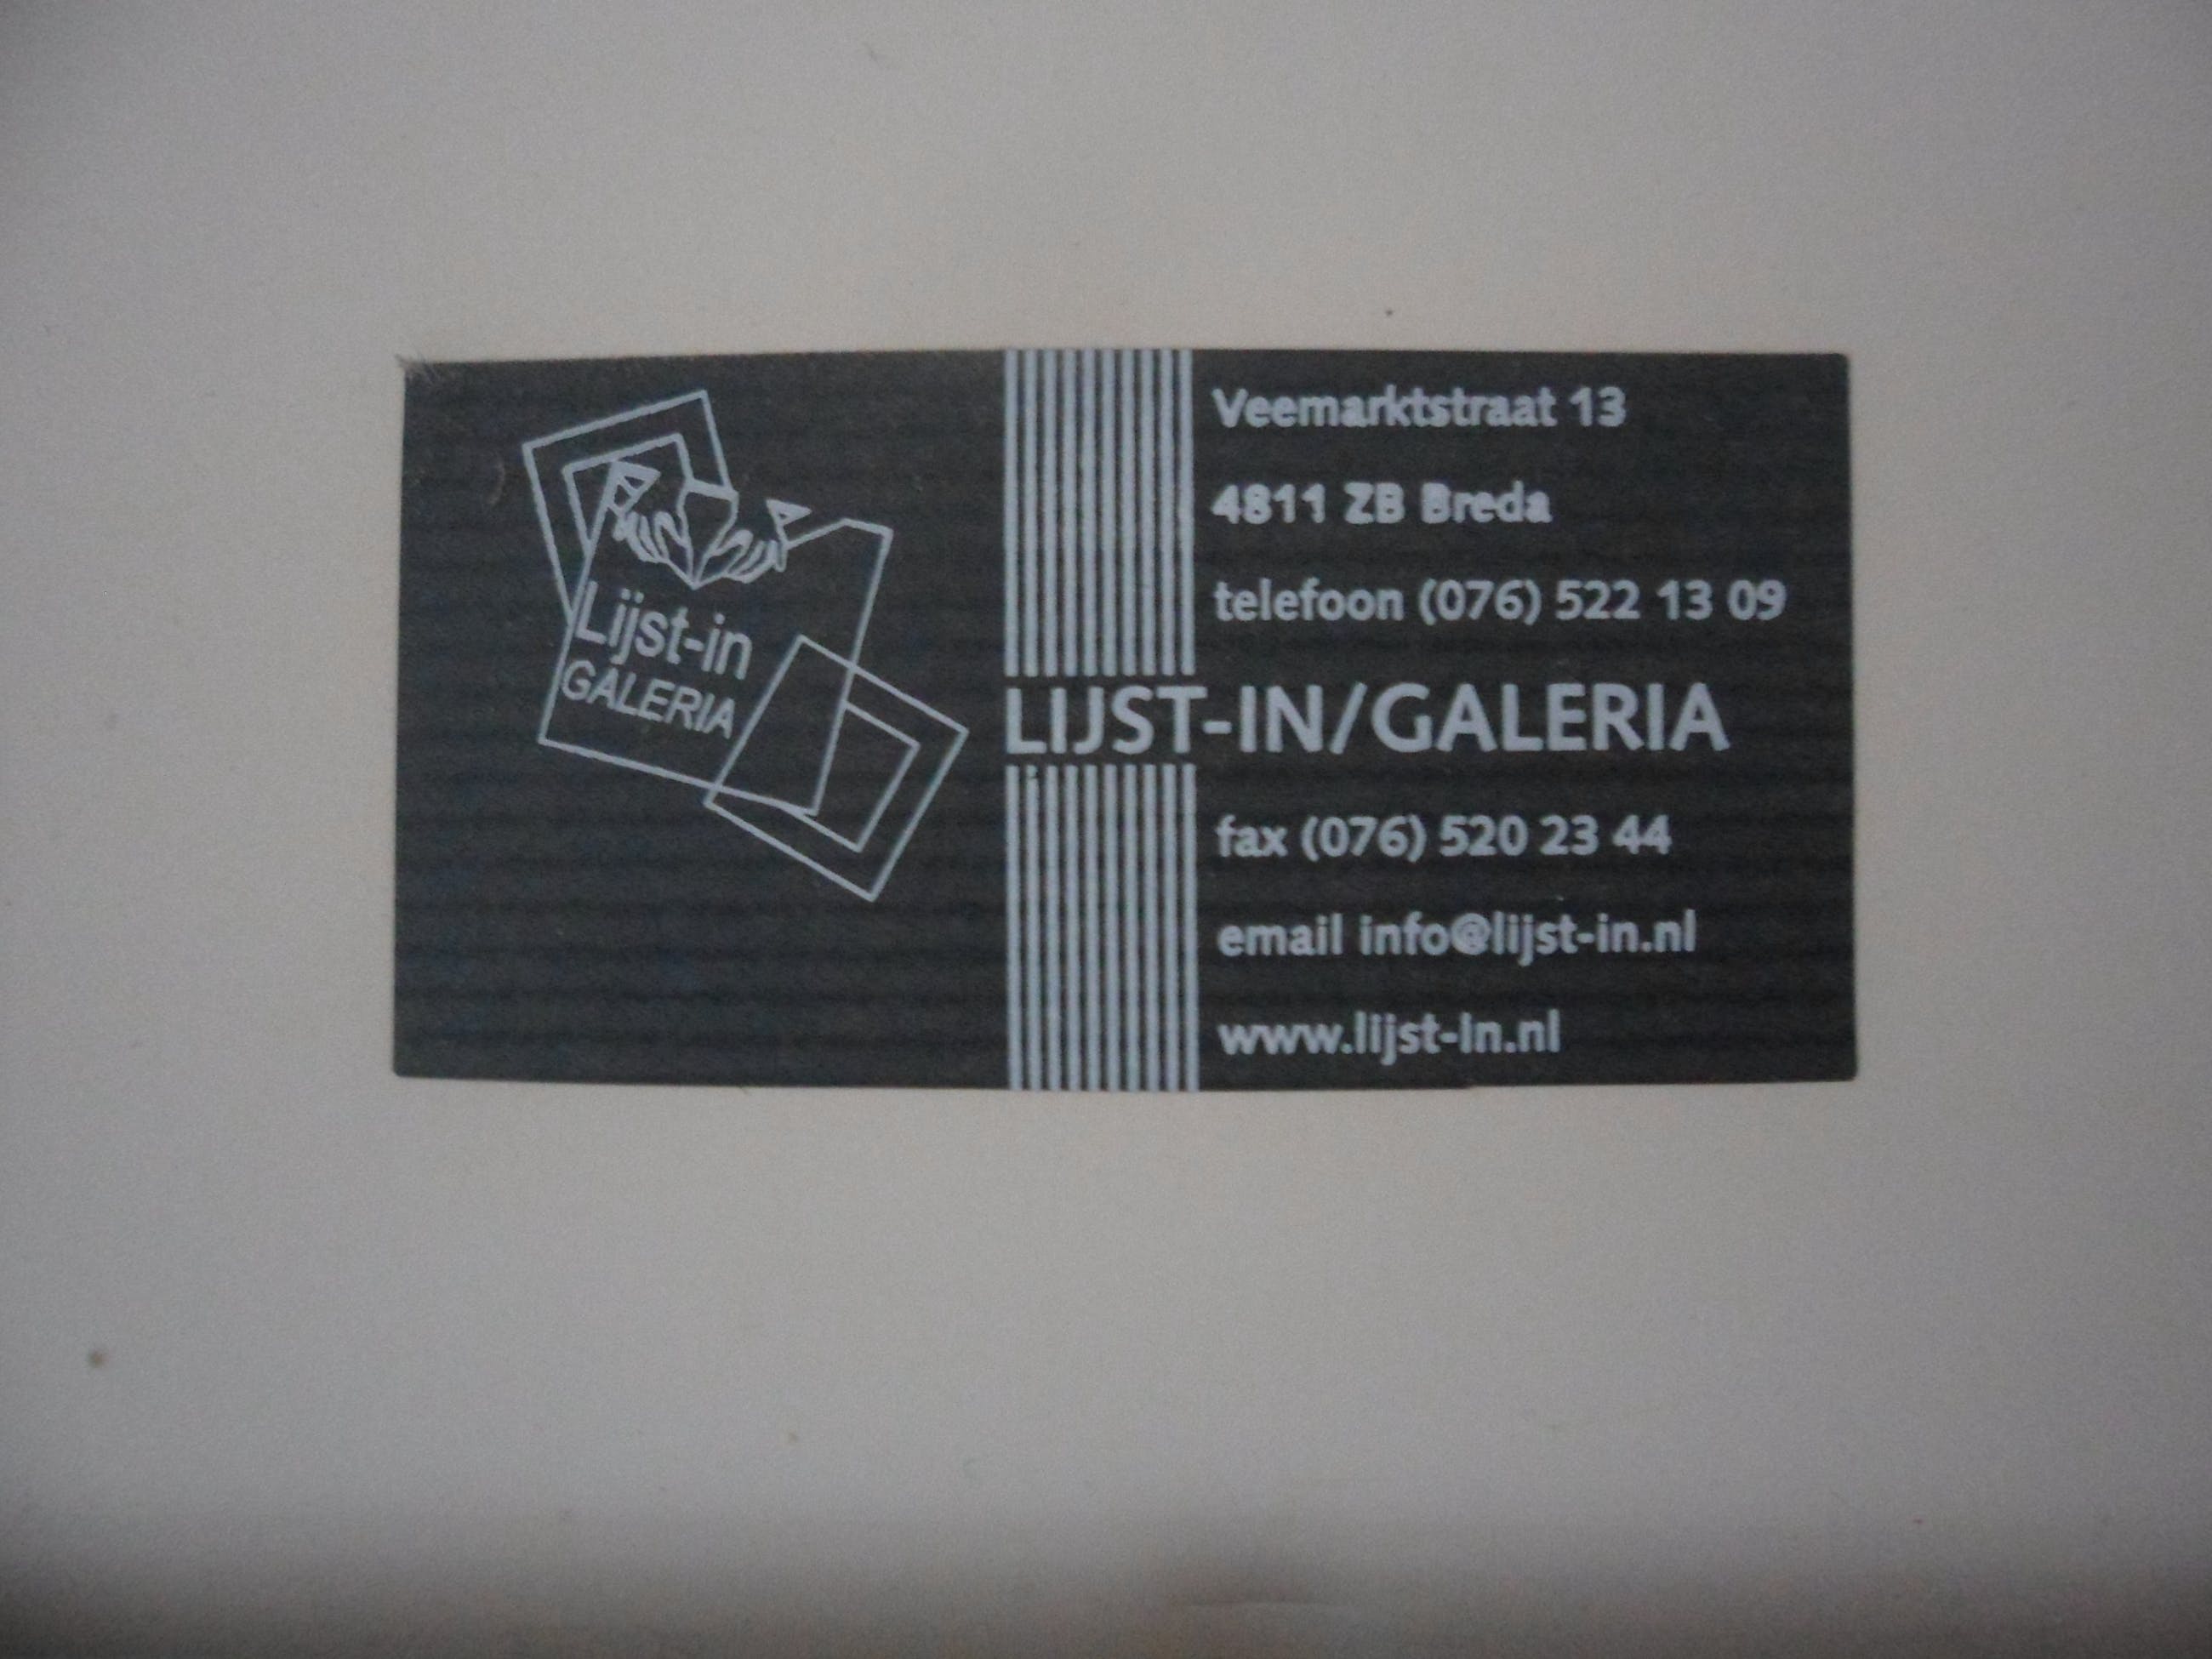 Lijst-in
GALERIA
Veemarktstraat 13
4811 ZB Breda
telefoon (076) 522 13 09
LIJST-IN/GALERIA
fax (076) 520 23 44
email info@lijst-in.nl
www.lijst-in.nl